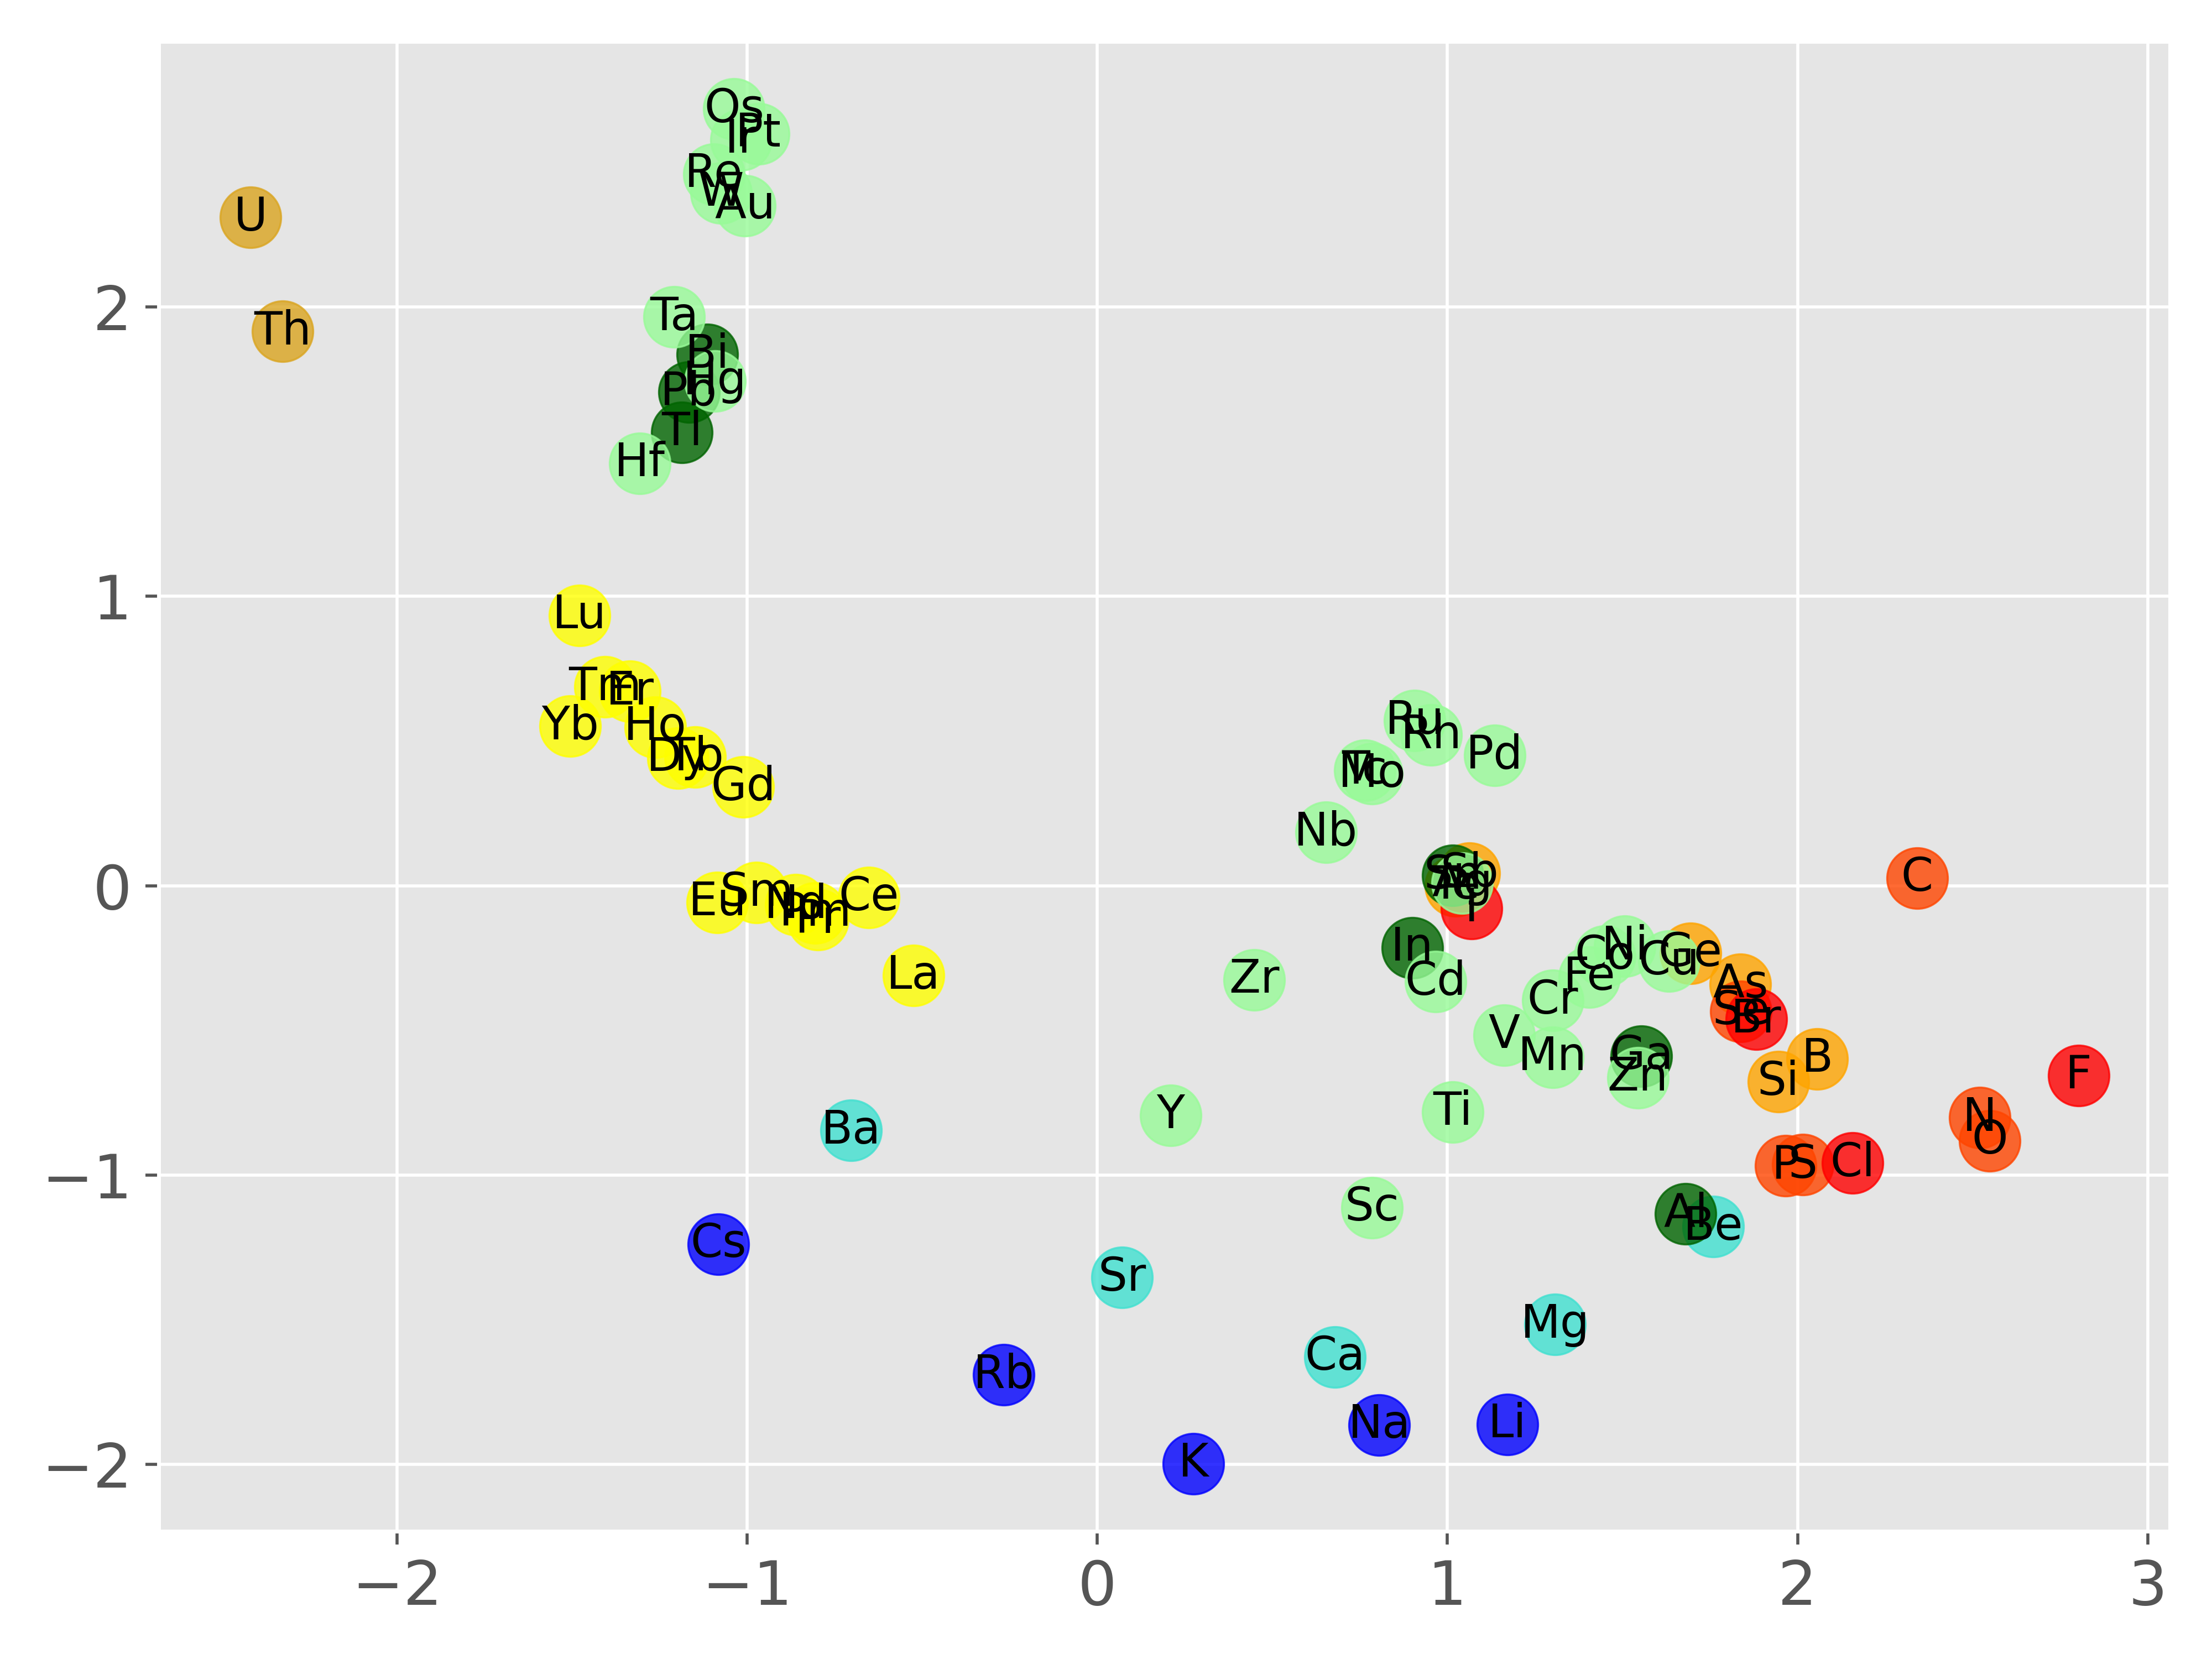 Os
Pt
Ir
Re
W
Au
U
Th
Ta
Bi
Hg
Pb
Tl
Hf
Lu
Tm
Er
Yb
Ho
Dy
Tb
Gd
Ru
Rh
Pd
Tc
Mo
Nb
Sn
Sb
Ag
I
C
Eu
Sm
Nd
Pm
Ce
La
In
Cd
Zr
Ni
Co
Cu
Ge
Fe
Cr
As
Se
Br
V
Mn
Ga
Zn
Si
B
F
Ti
Y
N
O
Ba
P
S
Cl
Sc
Al
Be
Cs
Sr
Mg
Ca
Rb
Na
Li
K
2
1
0
−1
−2
−2
−1
0
1
2
3